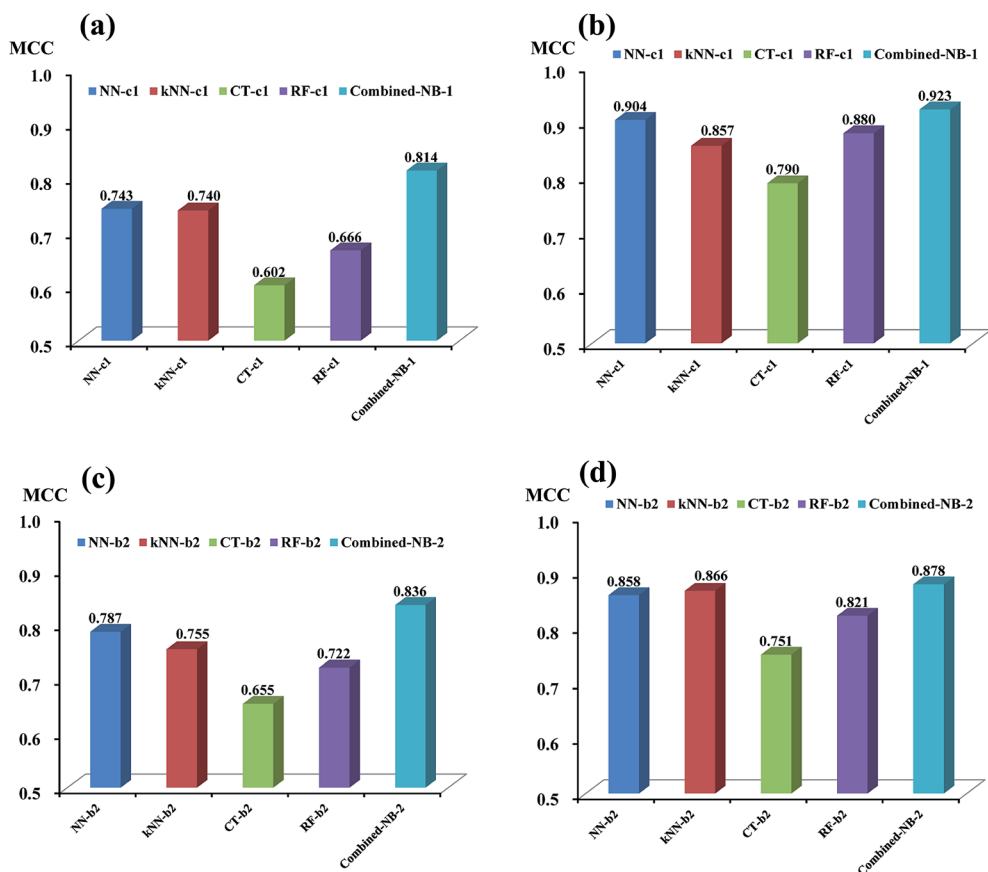 (a)
MCC
NN-c1 kNN-c1 CT-c1 RF-c1 Combined-NB-1
1.0
0.9
0.8
0.7
0.6
0.5
0.743
0.740
0.602
0.666
0.814
NN-c1
kNN-c1
CT-c1
RF-c1
Combined-NB-1
(b)
MCC
NN-c1 kNN-c1 CT-c1 RF-c1 Combined-NB-1
1.0
0.9
0.8
0.7
0.6
0.5
0.904
0.857
0.790
0.880
0.923
NN-c1
kNN-c1
CT-c1
RF-c1
Combined-NB-1
(c)
MCC
NN-b2 kNN-b2 CT-b2 RF-b2 Combined-NB-2
1.0
0.9
0.8
0.7
0.6
0.5
0.787
0.755
0.655
0.722
0.836
NN-b2
kNN-b2
CT-b2
RF-b2
Combined-NB-2
(d)
MCC
NN-b2 kNN-b2 CT-b2 RF-b2 Combined-NB-2
1.0
0.9
0.8
0.7
0.6
0.5
0.858
0.866
0.751
0.821
0.878
NN-b2
kNN-b2
CT-b2
RF-b2
Combined-NB-2